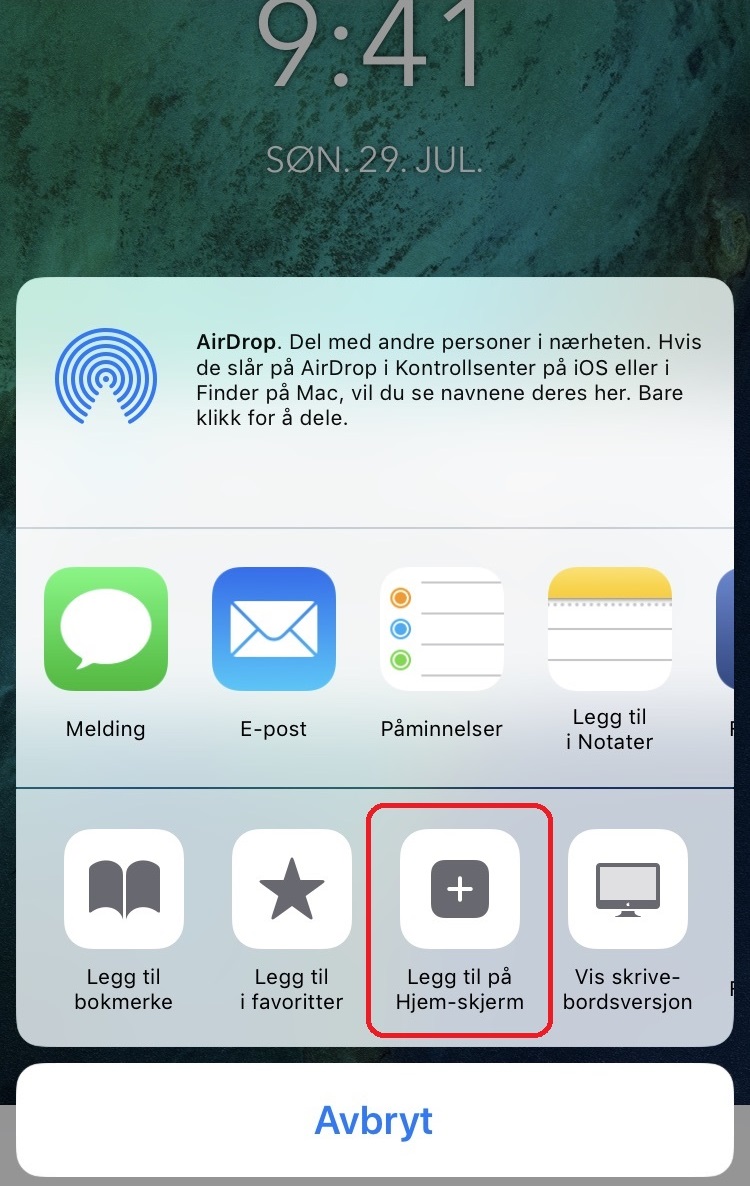 9:41
SØN. 29. JUL.
AirDrop. Del med andre personer i nærheten. Hvis
de slår på AirDrop i Kontrollsenter på iOS eller i
Finder på Mac, vil du se navnene deres her. Bare
klikk for å dele.
Melding
E-post
Påminnelser
Legg til
i Notater
Legg til
bokmerke
Legg til
i favoritter
Legg til på
Hjem-skjerm
Vis skrive-
bordsversjon
Avbryt